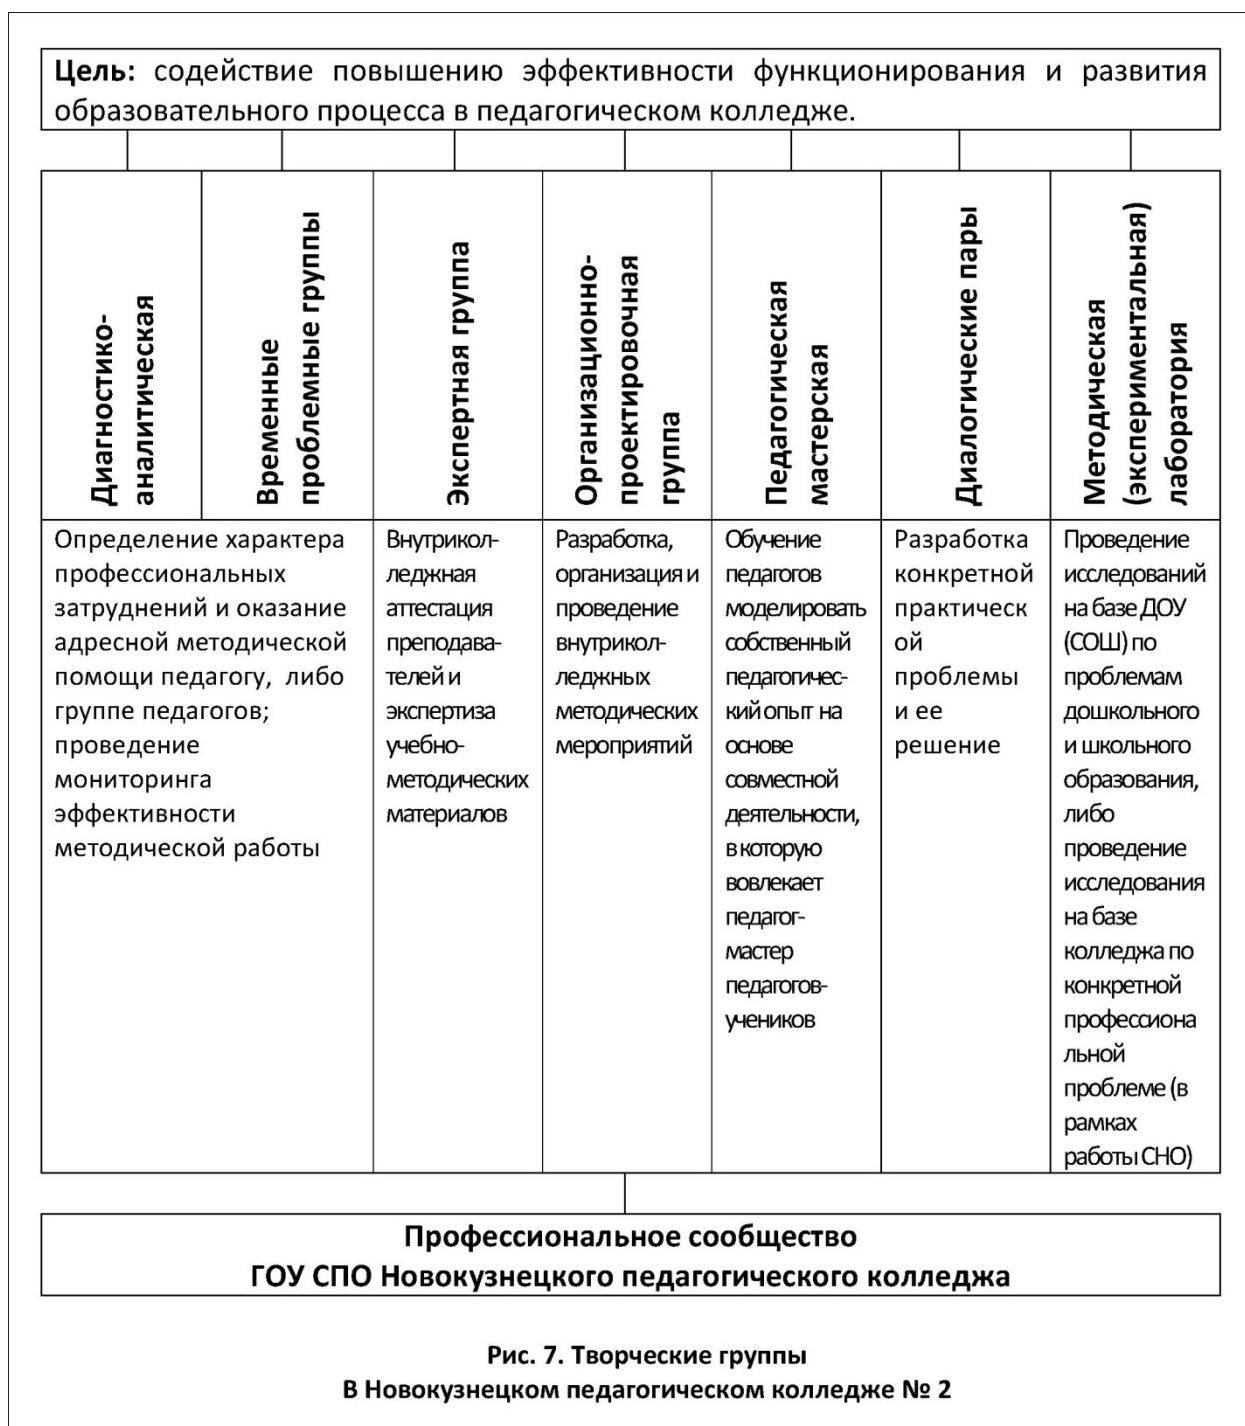 Цель: содействие повышению эффективности функционирования и развития
образовательного процесса в педагогическом колледже.
Диагностико-
аналитическая
Временные
проблемные группы
Экспертная группа
Организационно-
проектировочная
группа
Педагогическая
мастерская
Диалогические пары
Методическая
(экспериментальная)
лаборатория
Определение характера
профессиональных
затруднений и оказание
адресной методической
помощи педагогу, либо
группе педагогов;
проведение
мониторинга
эффективности
методической работы
Внутрикол-
леджная
аттестация
преподава-
телей и
экспертиза
учебно-
методических
материалов
Разработка,
организация и
проведение
внутрикол-
леджных
методических
мероприятий
Обучение
педагогов
моделировать
собственный
педагогичес-
кий опыт на
основе
совместной
деятельности,
в которую
вовлекает
педагог-
мастер
педагогов-
учеников
Разработка
конкретной
практическ
ой
проблемы
и ее
решение
Проведение
исследований
на базе ДОУ
(СОШ) по
проблемам
дошкольного
и школьного
образования,
либо
проведение
исследования
на базе
колледжа по
конкретной
профессиона
льной
проблеме (в
рамках
работы СНО)
Профессиональное сообщество
ГОУ СПО Новокузнецкого педагогического колледжа
Рис. 7. Творческие группы
В Новокузнецком педагогическом колледже № 2